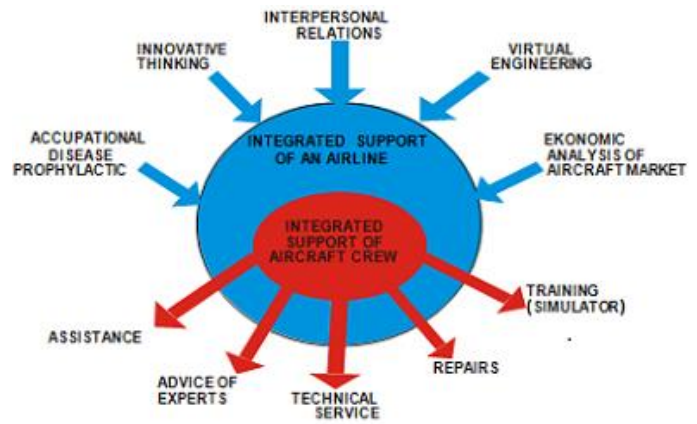 INTERPERSONAL
RELATIONS
INNOVATIVE
THINKING
VIRTUAL
ENGINEERING
ACCUPATIONAL
DISEASE
PROPHYLACTIC
INTEGRATED SUPPORT
OF AN AIRLINE
EKONOMIC
ANALYSIS OF
AIRCRAFT MARKET
INTEGRATED
SUPPORT OF
AIRCRAFT CREW
TRAINING
(SIMULATOR)
ASSISTANCE
REPAIRS
ADVICE OF
EXPERTS
TECHNICAL
SERVICE